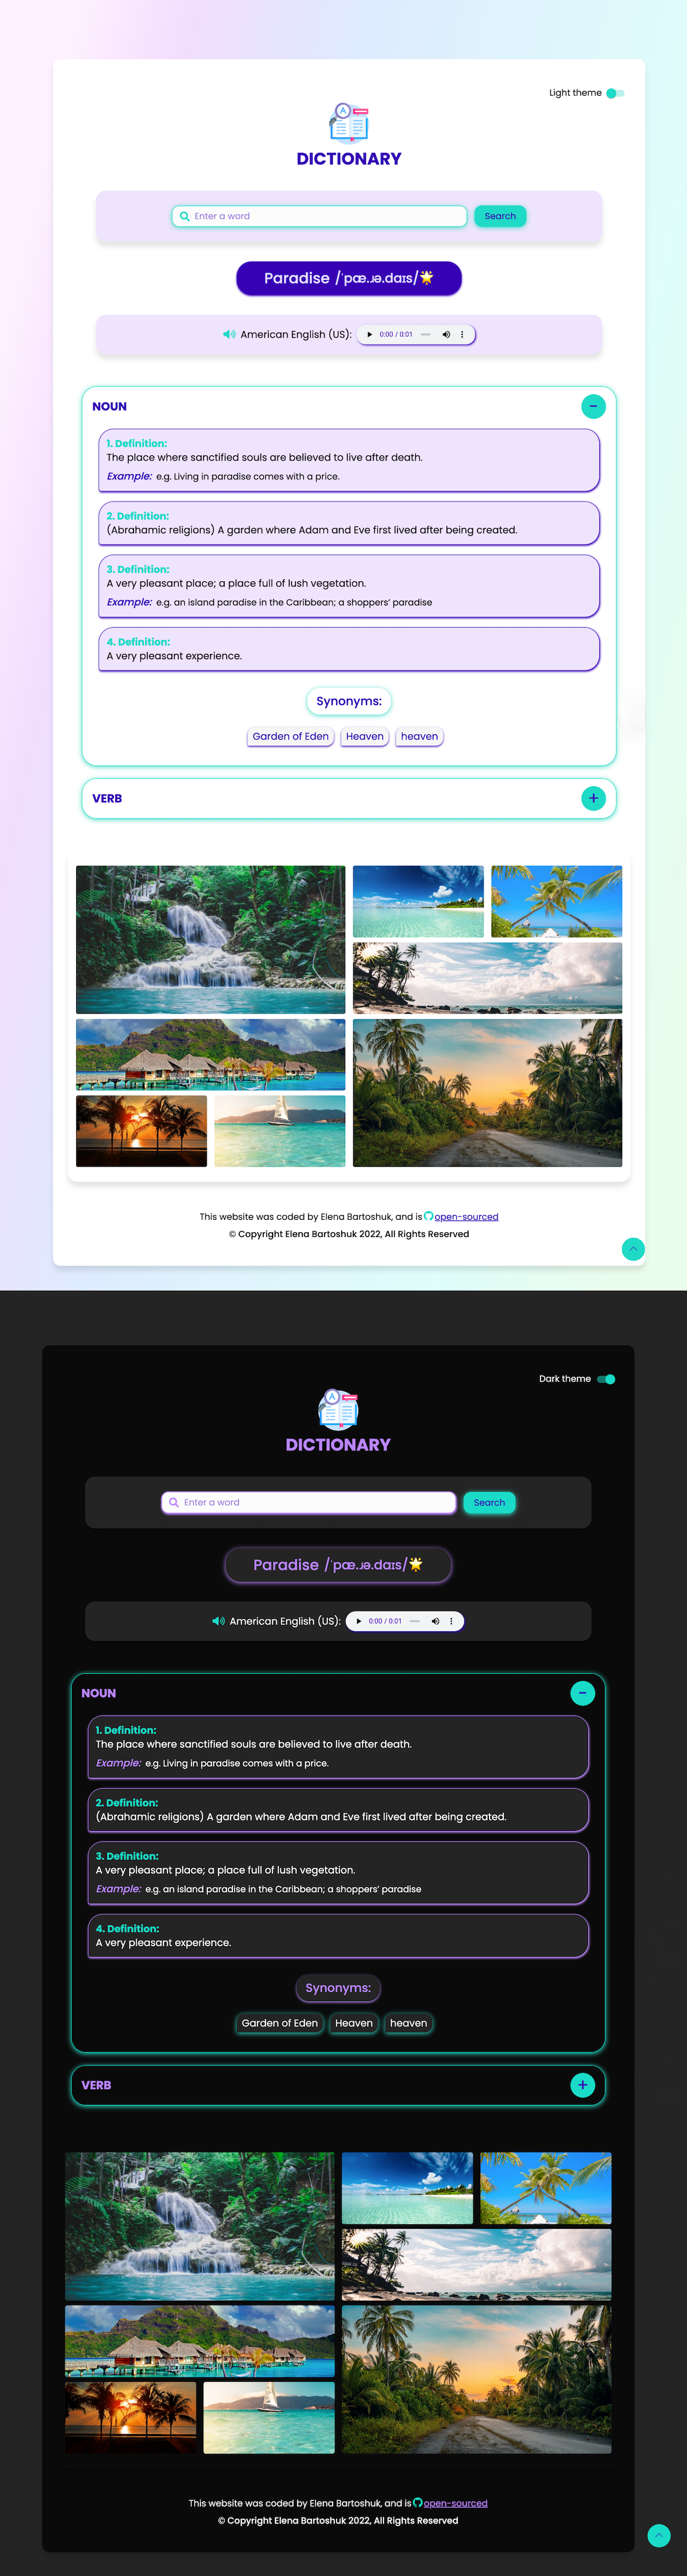 Light theme
A
DICTIONARY
Enter a word
Search
Paradise /ˈpæ.ɹə.daɪs/🌟
American English (US):
0:00 / 0:01
NOUN
1. Definition:
The place where sanctified souls are believed to live after death.
Example: e.g. Living in paradise comes with a price.
2. Definition:
(Abrahamic religions) A garden where Adam and Eve first lived after being created.
3. Definition:
A very pleasant place; a place full of lush vegetation.
Example: e.g. an island paradise in the Caribbean; a shoppers’ paradise
4. Definition:
A very pleasant experience.
Synonyms:
Garden of Eden Heaven heaven
VERB
This website was coded by Elena Bartoshuk, and is open-sourced
© Copyright Elena Bartoshuk 2022, All Rights Reserved
Dark theme
A
DICTIONARY
Enter a word
Search
Paradise /ˈpæ.ɹə.daɪs/🌟
American English (US):
0:00 / 0:01
NOUN
1. Definition:
The place where sanctified souls are believed to live after death.
Example: e.g. Living in paradise comes with a price.
2. Definition:
(Abrahamic religions) A garden where Adam and Eve first lived after being created.
3. Definition:
A very pleasant place; a place full of lush vegetation.
Example: e.g. an island paradise in the Caribbean; a shoppers’ paradise
4. Definition:
A very pleasant experience.
Synonyms:
Garden of Eden Heaven heaven
VERB
This website was coded by Elena Bartoshuk, and is open-sourced
© Copyright Elena Bartoshuk 2022, All Rights Reserved